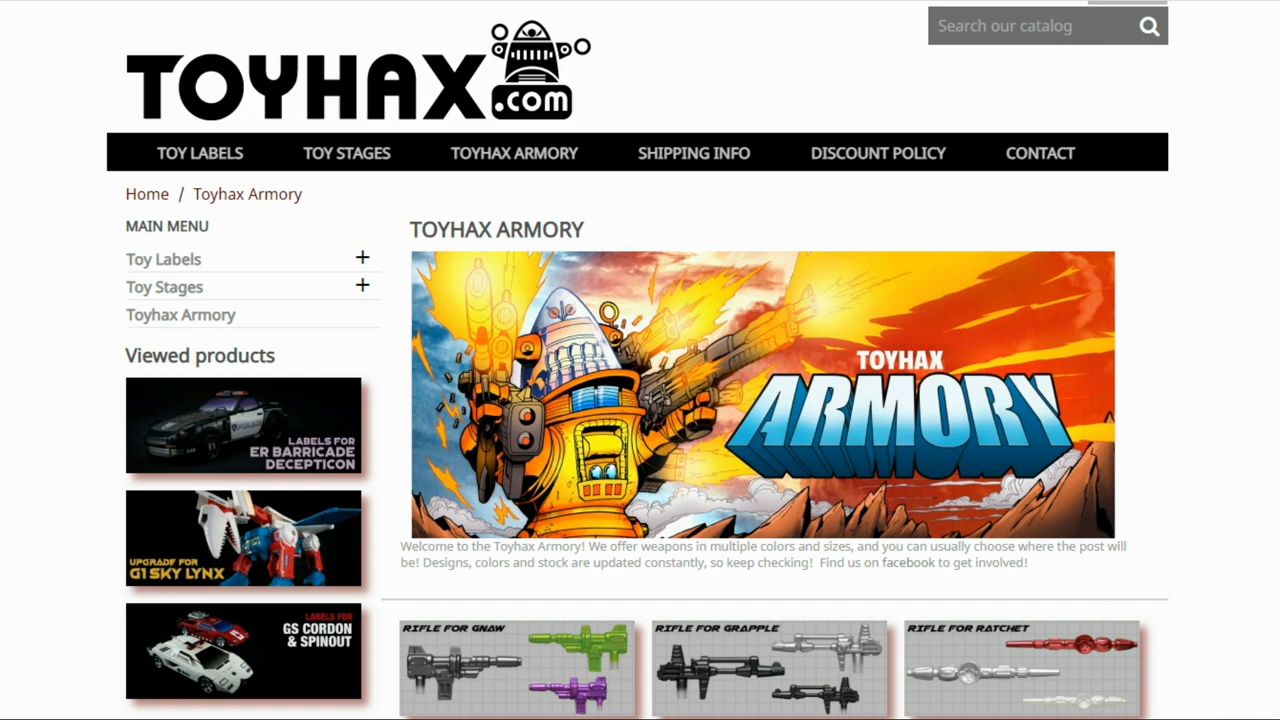 Search our catalog
TOYHAX
.com
TOY LABELS
TOY STAGES
TOYHAX ARMORY
SHIPPING INFO
DISCOUNT POLICY
CONTACT
Home / Toyhax Armory
MAIN MENU
Toy Labels +
Toy Stages +
Toyhax Armory
Viewed products
LABELS FOR
ER BARRICADE
DECEPTICON
UPGRADE FOR
G1 SKY LYNX
LABELS FOR
GS CORDON
& SPINOUT
TOYHAX ARMORY
TOYHAX
ARMORY
Welcome to the Toyhax Armory! We offer weapons in multiple colors and sizes, and you can usually choose where the post will
be! Designs, colors and stock are updated constantly, so keep checking! Find us on facebook to get involved!
RIFLE FOR GNAW
RIFLE FOR GRAPPLE
RIFLE FOR RATCHET